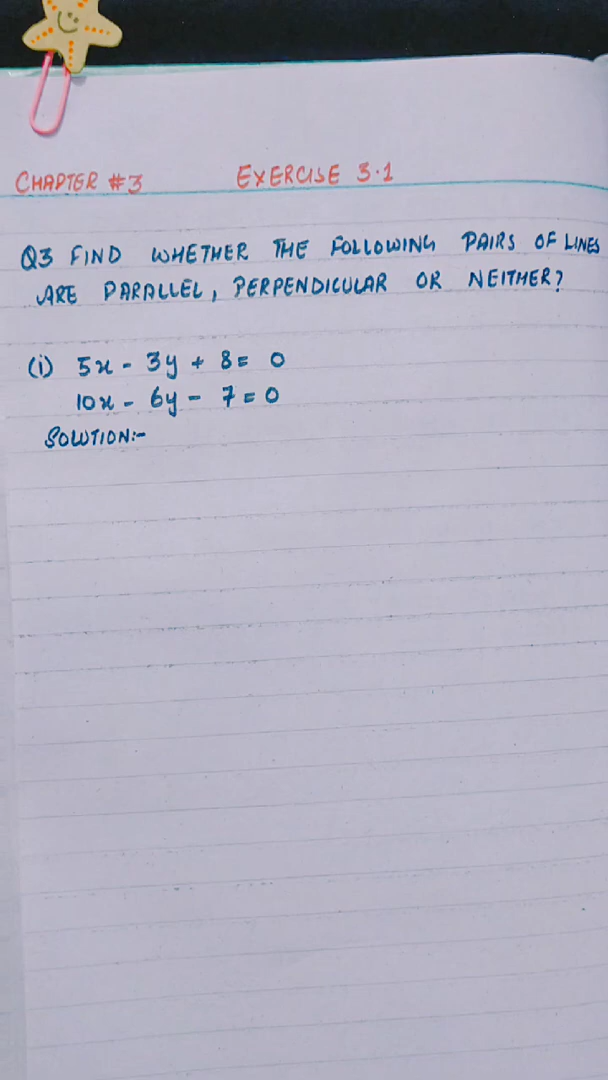 CHAPTER #3 EXERCISE 3.1
Q3 FIND WHETHER THE FOLLOWING PAIRS OF LINES
ARE PARALLEL, PERPENDICULAR OR NEITHER?
(i) 5x - 3y + 8 = 0
10x - 6y - 7 = 0
SOLUTION:-